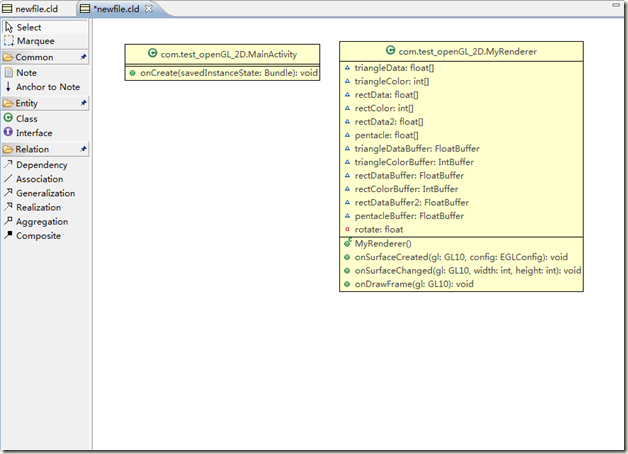 newfile.cld
*newfile.cld
Select
Marquee
Common
Note
Anchor to Note
Entity
Class
Interface
Relation
Dependency
Association
Generalization
Realization
Aggregation
Composite
com.test_openGL_2D.MainActivity
onCreate(savedInstanceState: Bundle): void
com.test_openGL_2D.MyRenderer
triangleData: float[]
triangleColor: int[]
rectData: float[]
rectColor: int[]
rectData2: float[]
pentacle: float[]
triangleDataBuffer: FloatBuffer
triangleColorBuffer: IntBuffer
rectDataBuffer: FloatBuffer
rectColorBuffer: IntBuffer
rectDataBuffer2: FloatBuffer
pentacleBuffer: FloatBuffer
rotate: float
MyRenderer()
onSurfaceCreated(gl: GL10, config: EGLConfig): void
onSurfaceChanged(gl: GL10, width: int, height: int): void
onDrawFrame(gl: GL10): void